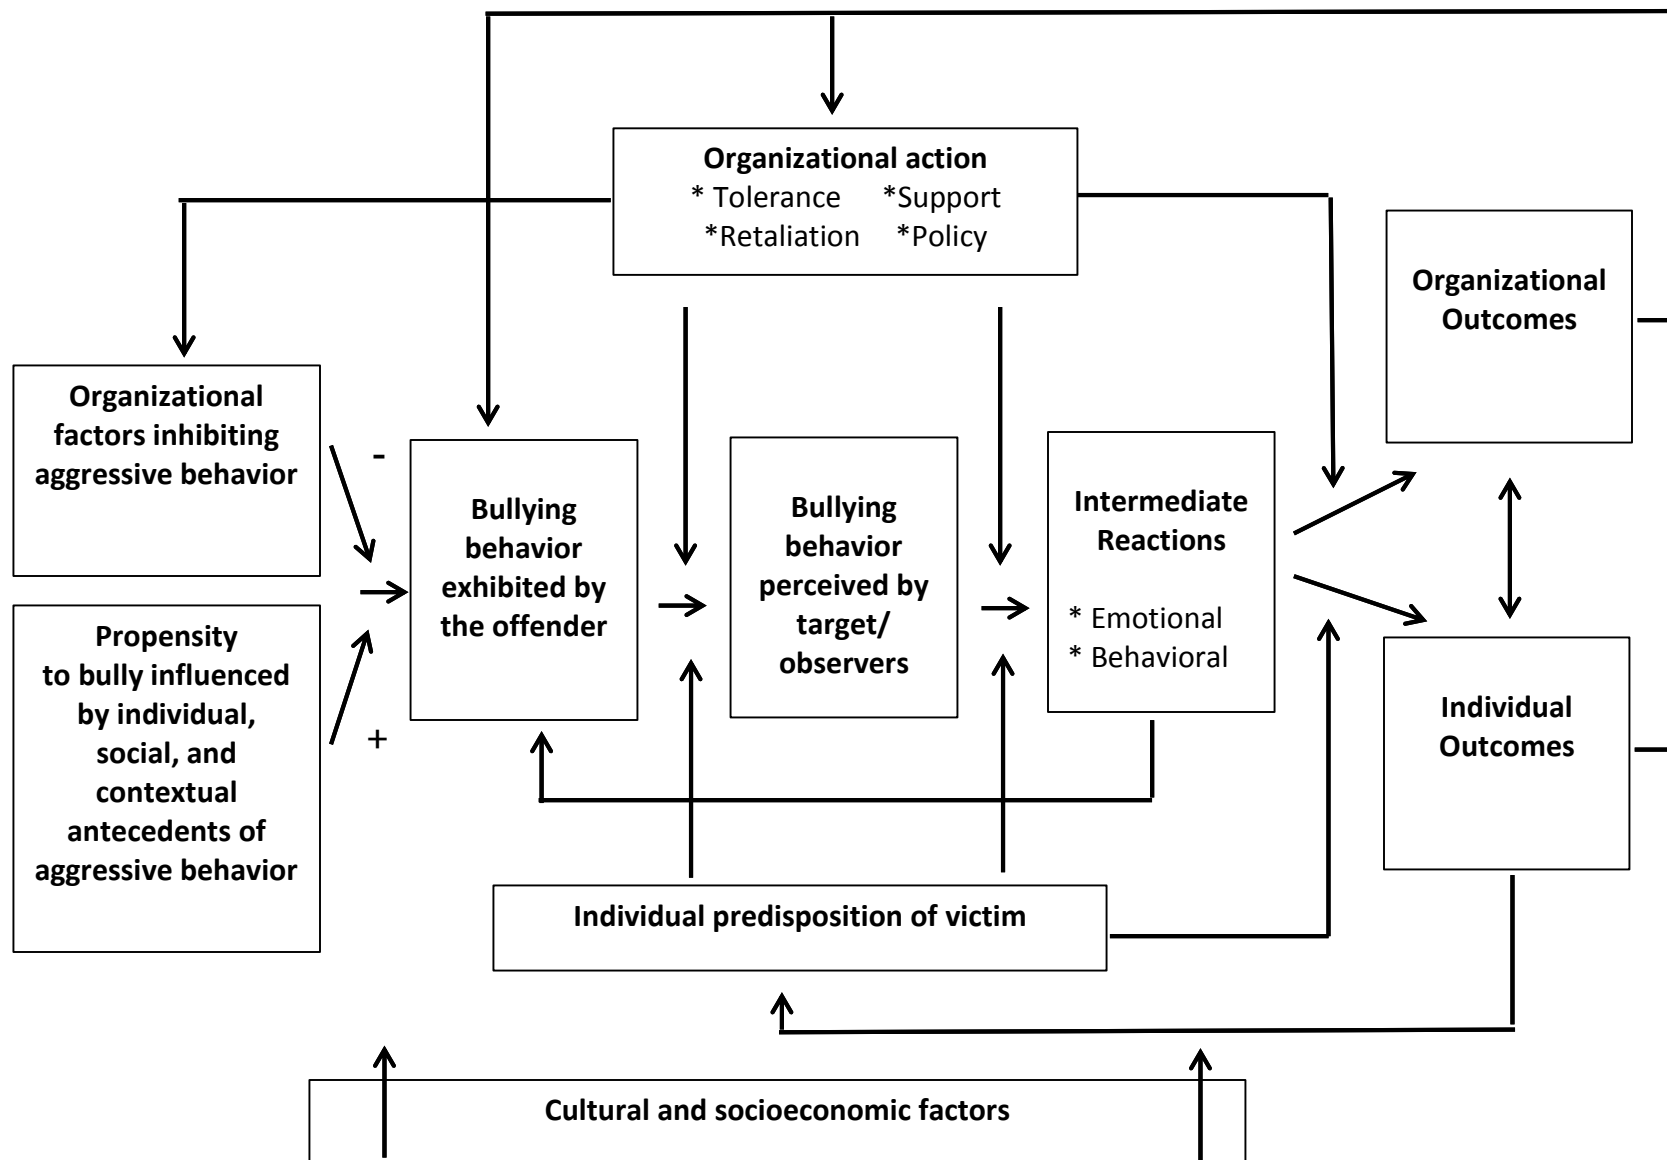 Organizational action
* Tolerance *Support
*Retaliation *Policy
Organizational
Outcomes
Organizational
factors inhibiting
aggressive behavior
-
Bullying
behavior
exhibited by
the offender
Bullying
behavior
perceived by
target/
observers
Intermediate
Reactions
* Emotional
* Behavioral
Propensity
to bully influenced
by individual,
social, and
contextual
antecedents of
aggressive behavior
+
Individual
Outcomes
Individual predisposition of victim
Cultural and socioeconomic factors